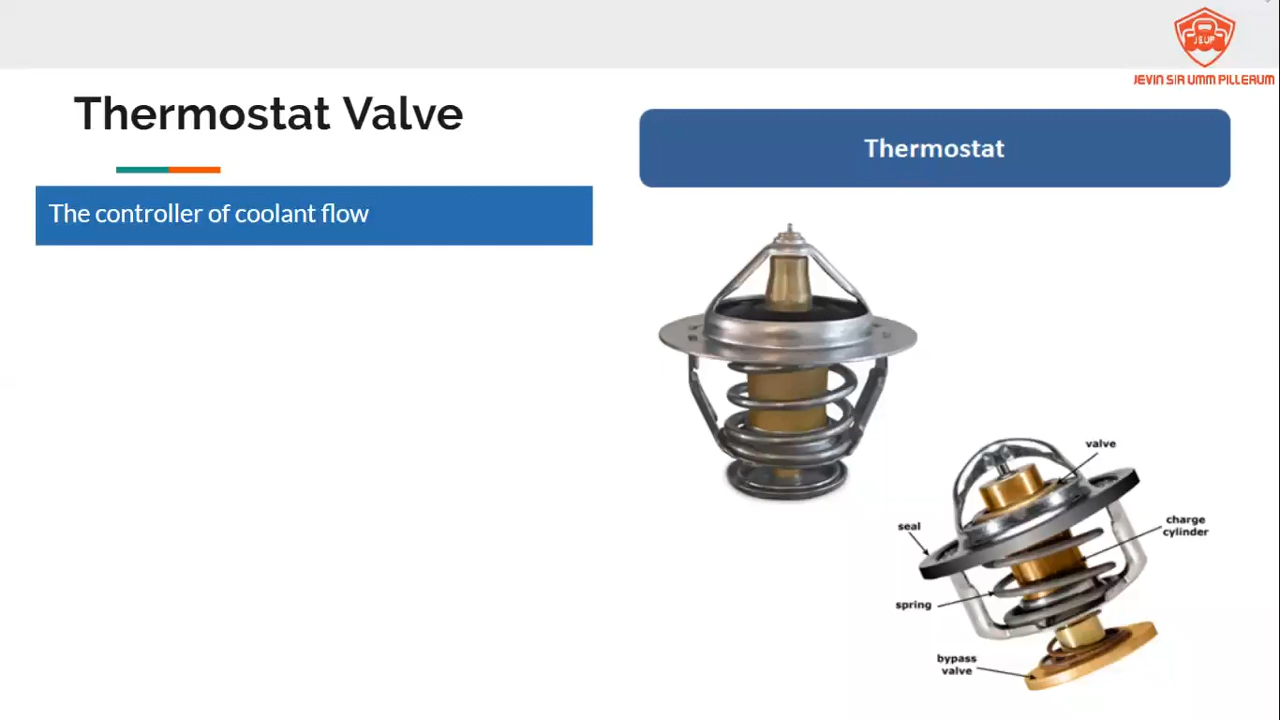 J S U P
JEVIN SIR UMM PILLERUM
Thermostat Valve
Thermostat
The controller of coolant flow
valve
charge
cylinder
seal
spring
bypass
valve